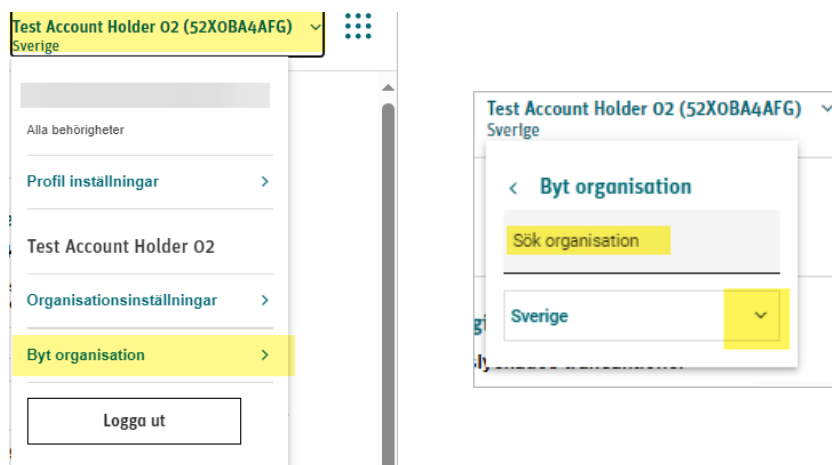 Test Account Holder 02 (52X0BA4AFG)
Sverige
Alla behörigheter
Profil inställningar
Test Account Holder 02
Organisationsinställningar
Byt organisation
Logga ut
Test Account Holder 02 (52X0BA4AFG)
Sverige
Byt organisation
Sök organisation
Sverige